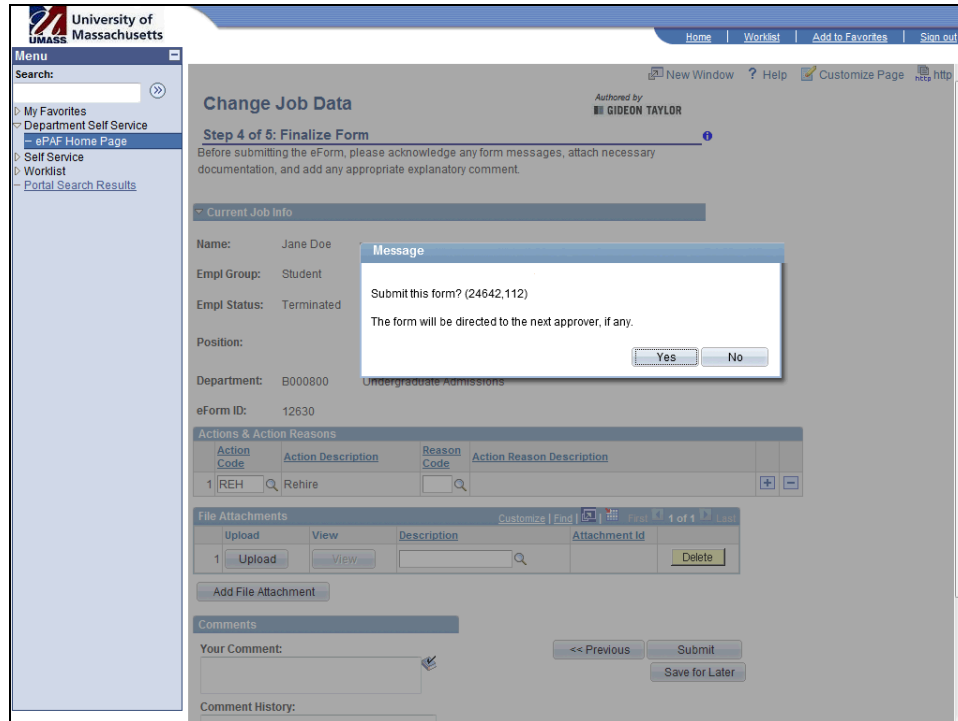 University of
Massachusetts
UMASS
Home | Worklist | Add to Favorites | Sign out
Menu
Search:
My Favorites
Department Self Service
ePAF Home Page
Self Service
Worklist
Portal Search Results
New Window ? Help Customize Page http
Change Job Data
Authored by
GIDEON TAYLOR
Step 4 of 5: Finalize Form
Before submitting the eForm, please acknowledge any form messages, attach necessary
documentation, and add any appropriate explanatory comment.
Current Job Info
Name: Jane Doe
Empl Group: Student
Empl Status: Terminated
Position:
Department: B000800 Undergraduate Admissions
eForm ID: 12630
Message
Submit this form? (24642,112)
The form will be directed to the next approver, if any.
Yes No
Actions & Action Reasons
Action Code Action Description Reason Code Action Reason Description
1 REH Rehire
File Attachments Customize | Find | First 1 of 1 Last
Upload View Description Attachment Id
1 Upload View Delete
Add File Attachment
Comments
Your Comment:
<< Previous Submit
Save for Later
Comment History: